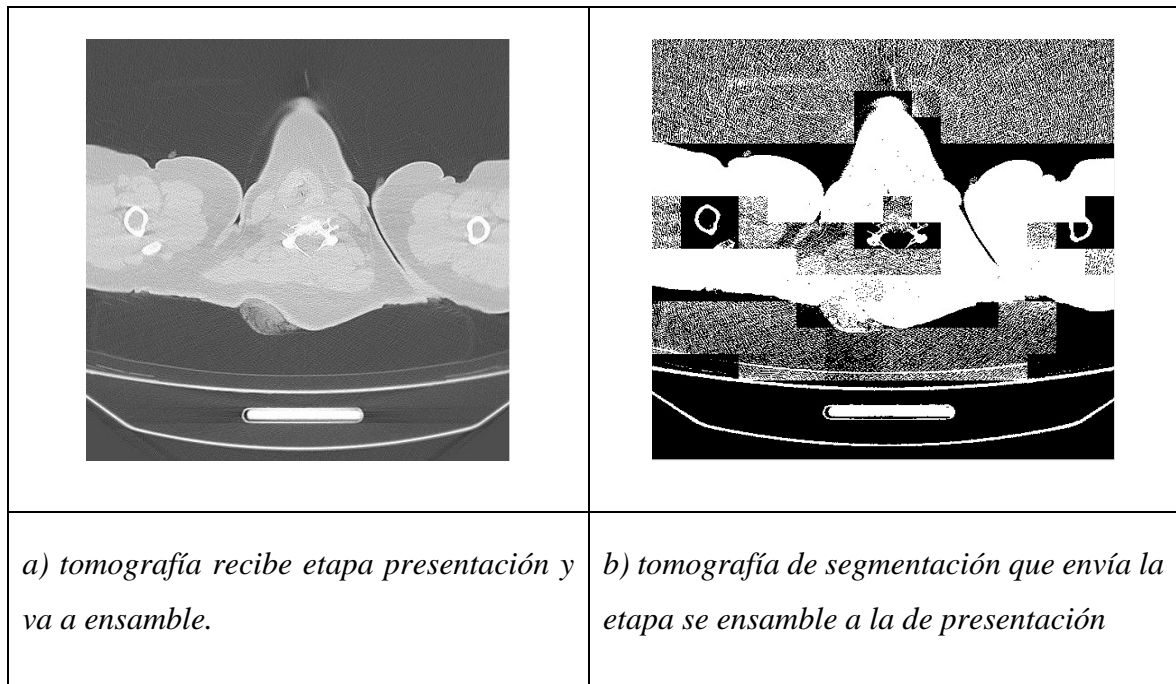 a) tomografía recibe etapa presentación y
va a ensamble.
b) tomografía de segmentación que envía la
etapa se ensamble a la de presentación